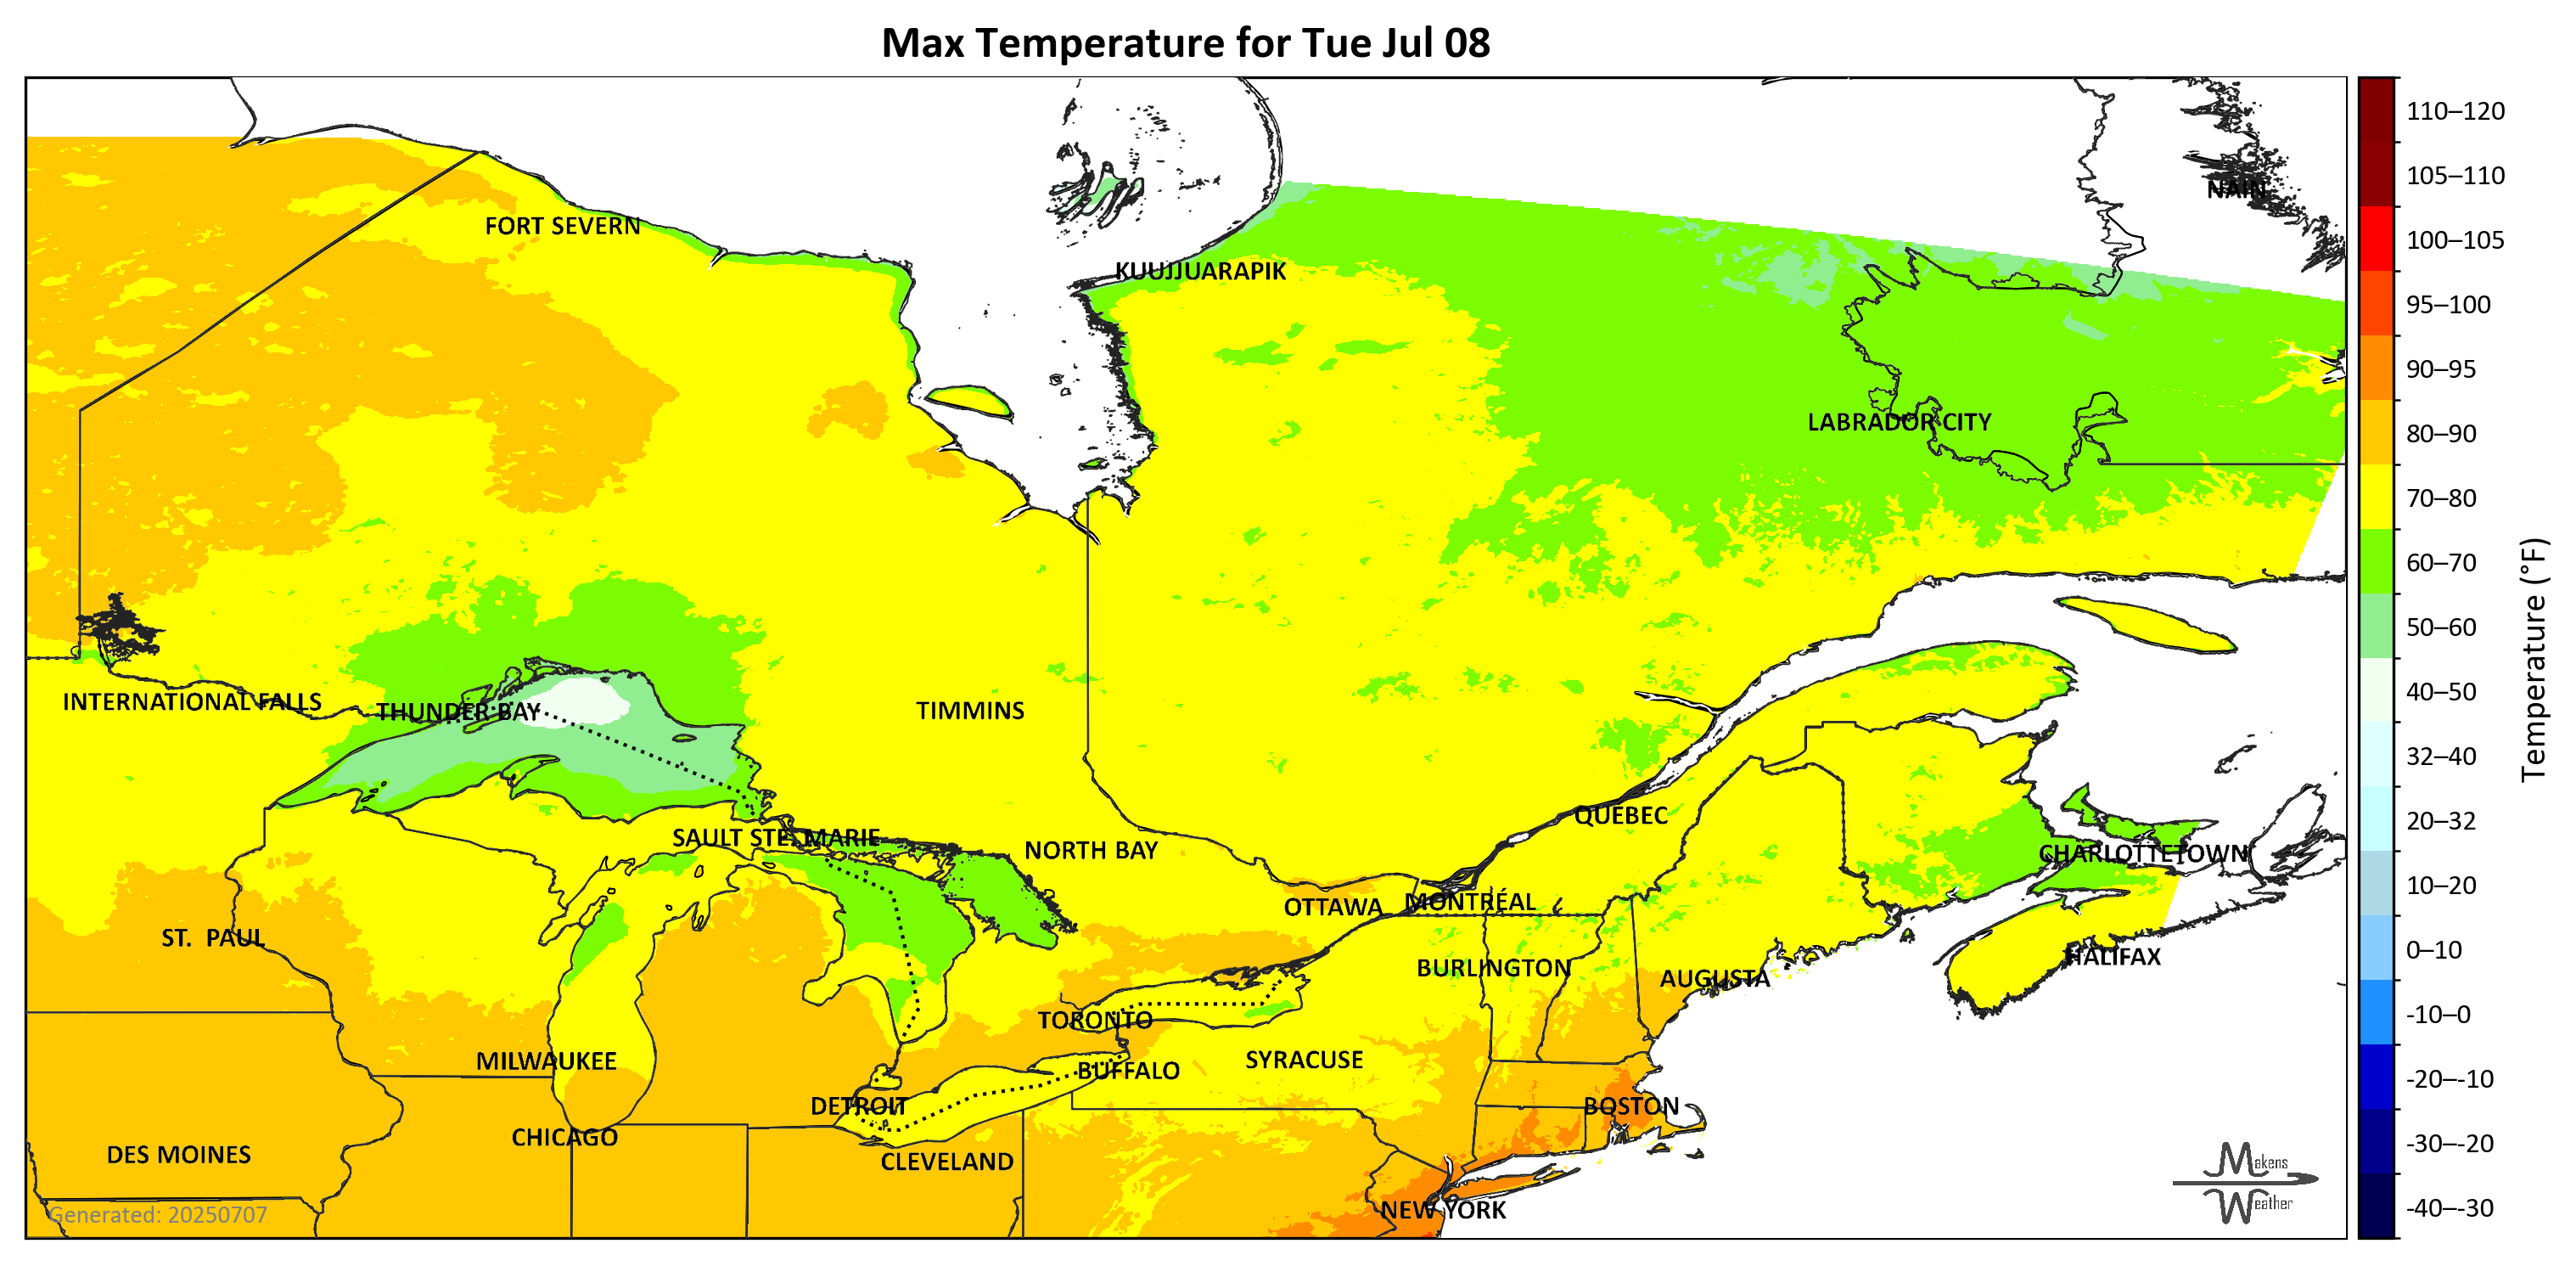 Max Temperature for Tue Jul 08
NAIN
FORT SEVERN
KUUJJUARAPIK
LABRADOR CITY
INTERNATIONAL FALLS
THUNDER BAY
TIMMINS
QUÉBEC
SAULT STE. MARIE
NORTH BAY
CHARLOTTETOWN
OTTAWA
MONTRÉAL
ST. PAUL
HALIFAX
BURLINGTON
AUGUSTA
TORONTO
MILWAUKEE
SYRACUSE
BUFFALO
DETROIT
BOSTON
CHICAGO
DES MOINES
CLEVELAND
NEW YORK
Generated: 20250707
Makens
Weather
110–120
105–110
100–105
95–100
90–95
80–90
70–80
60–70
50–60
40–50
32–40
20–32
10–20
0–10
-10–0
-20–-10
-30–-20
-40–-30
Temperature (°F)